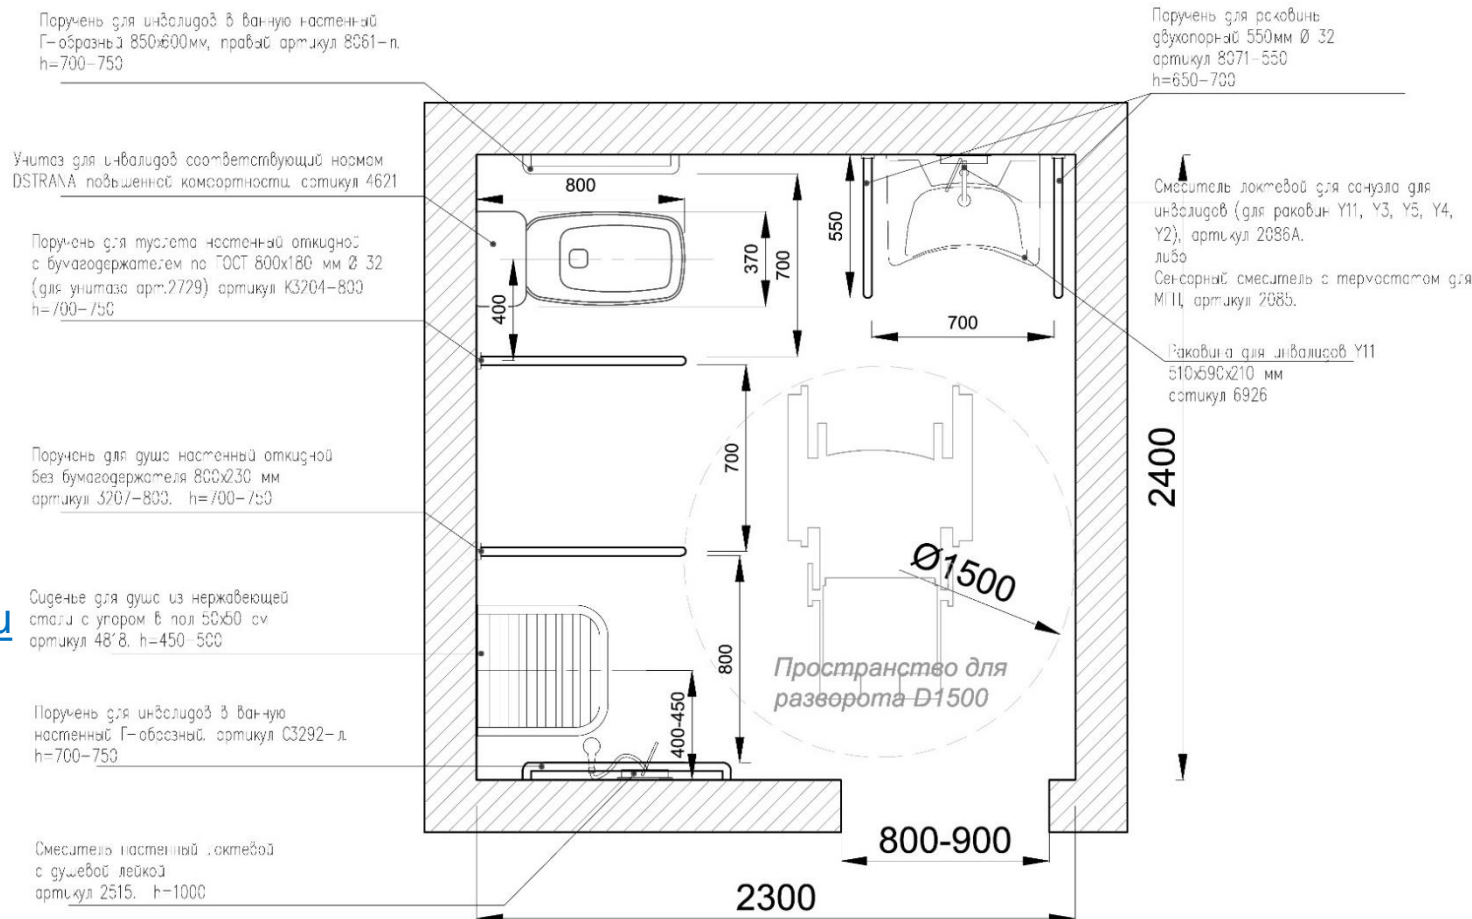 Поручень для инвалидов в ванную настенный
Г-образный 850х600мм, правый артикул 8061-п.
h=700-750
Унитаз для инвалидов соответствующий нормам
DSTRANA повышенной комфортности. артикул 4621
Поручень для туалета настенный откидной
с бумагодержателем по ГОСТ 800х180 мм Ø 32
(для унитаза арт.2729) артикул К3204-800
h=700-750
Поручень для душа настенный откидной
без бумагодержателя 800х230 мм
артикул 3207-800. h=700-750
u
Сиденье для душа из нержавеющей
стали с упором в пол 50х50 см
артикул 4818. h=450-500
Поручень для инвалидов в ванную
настенный Г-образный. артикул С3292-л
h=700-750
Смеситель настенный локтевой
с душевой лейкой
артикул 2515. h=1000
Поручень для раковины
двухопорный 550мм Ø 32
артикул 8071-550
h=650-700
Смеситель локтевой для санузла для
инвалидов (для раковин Y11, Y3, Y5, Y4,
Y2), артикул 2086А.
либо
Сенсорный смеситель с термостатом для
МГН, артикул 2085.
Раковина для инвалидов Y11
510х590х210 мм
артикул 6926
800
370
700
400
550
700
700
800
400-450
Ø1500
Пространство для
разворота D1500
2400
800-900
2300